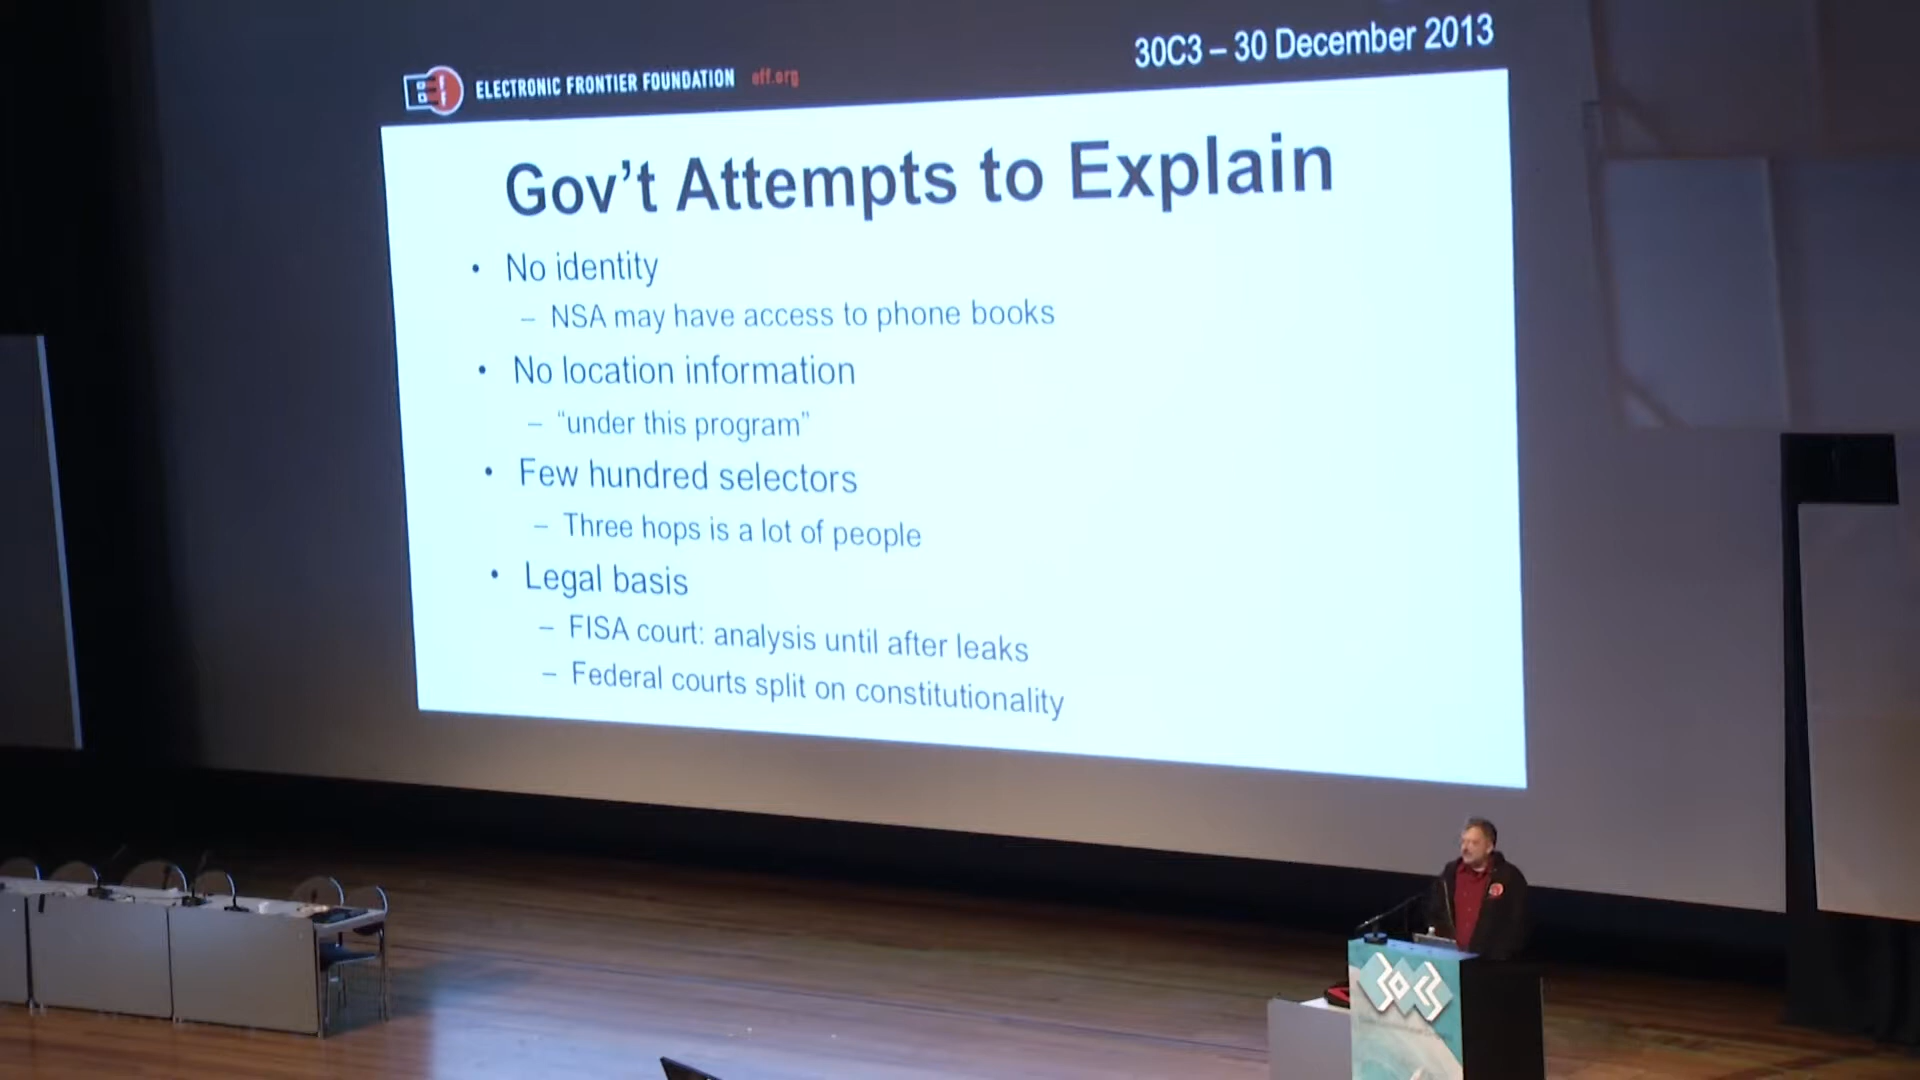 30C3 – 30 December 2013
ELECTRONIC FRONTIER FOUNDATION eff.org
Gov't Attempts to Explain
• No identity
– NSA may have access to phone books
• No location information
– “under this program”
• Few hundred selectors
– Three hops is a lot of people
• Legal basis
– FISA court: analysis until after leaks
– Federal courts split on constitutionality
30C3